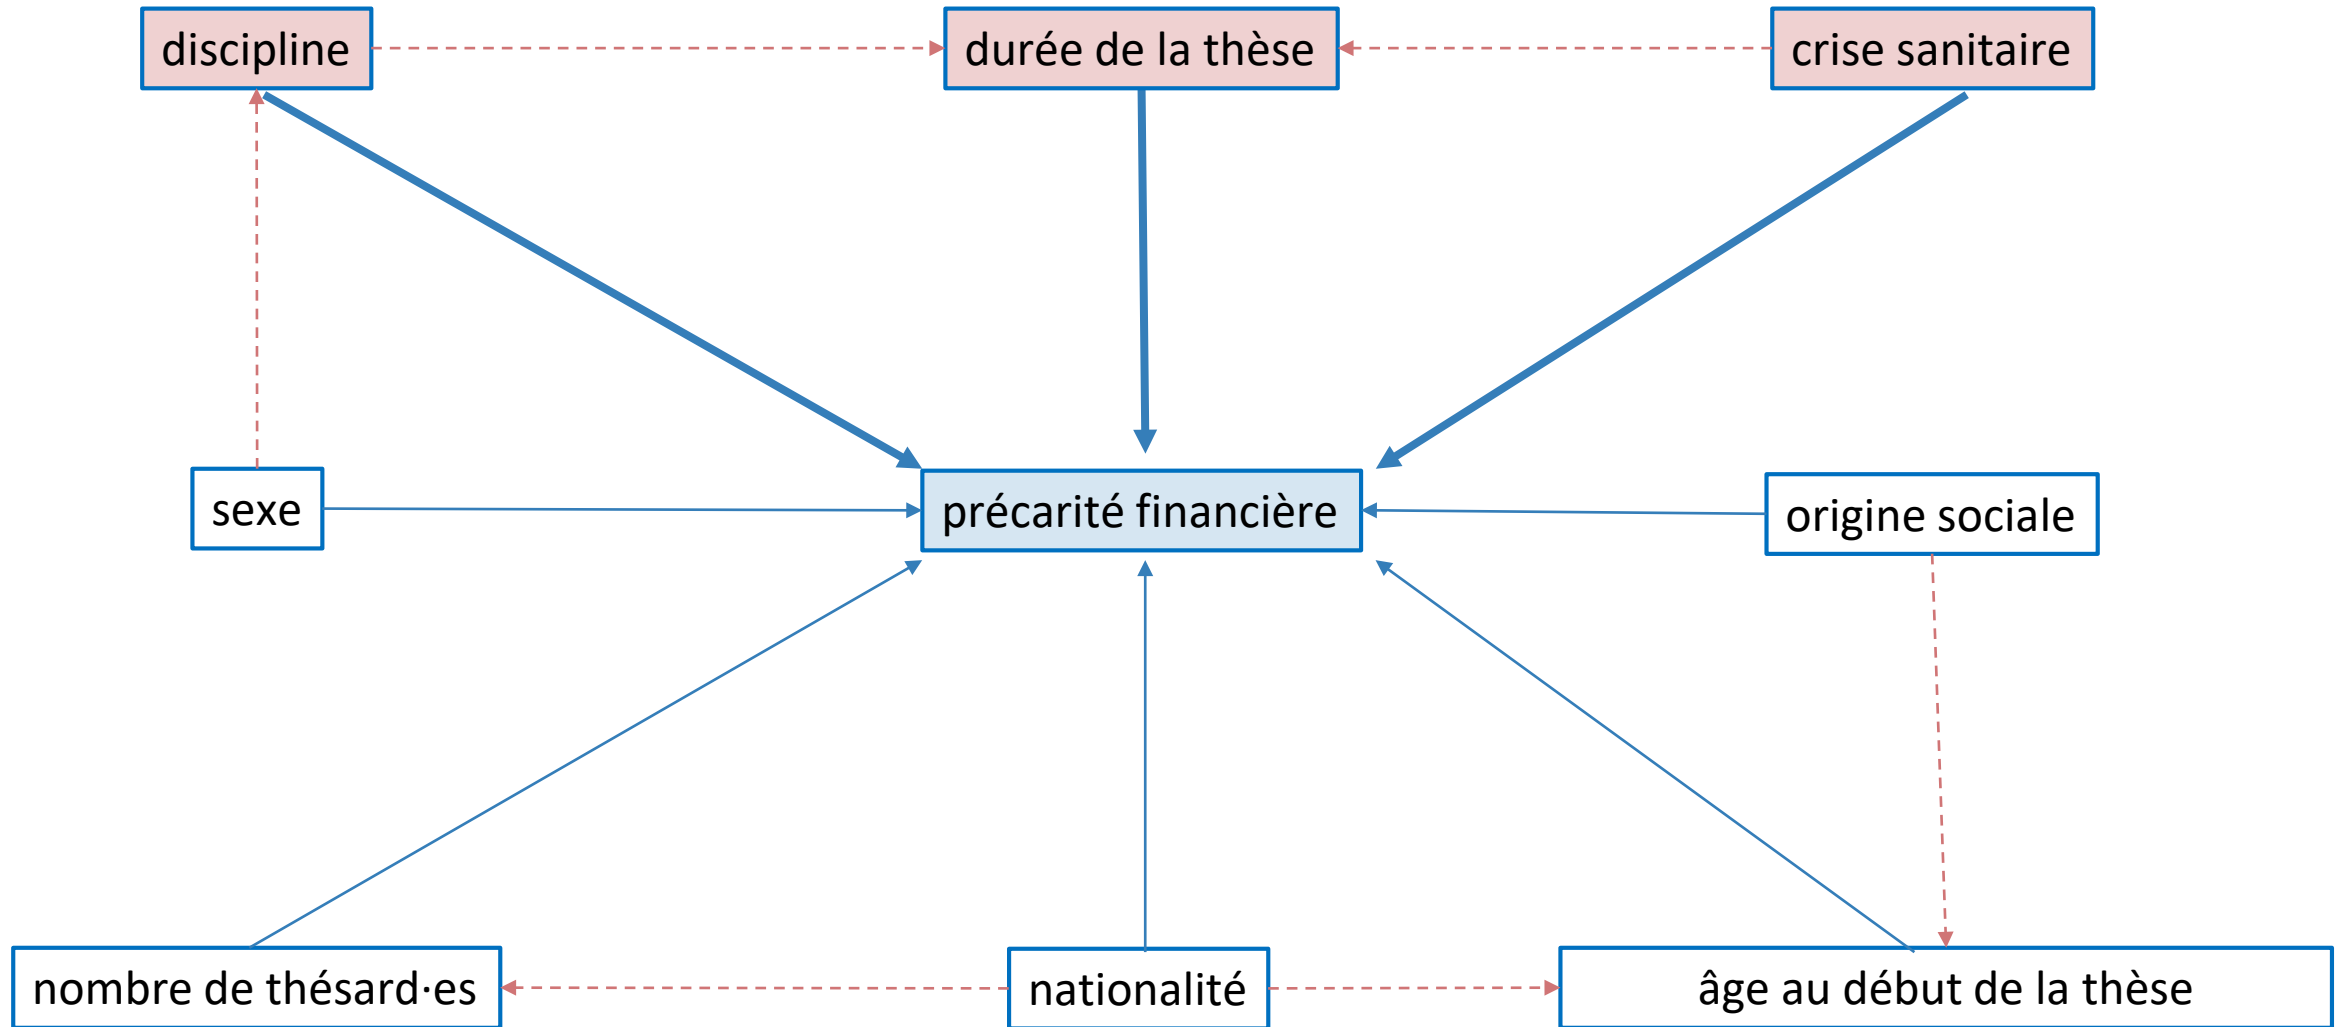 discipline
durée de la thèse
crise sanitaire
sexe
précarité financière
origine sociale
nombre de thésard·es
nationalité
âge au début de la thèse